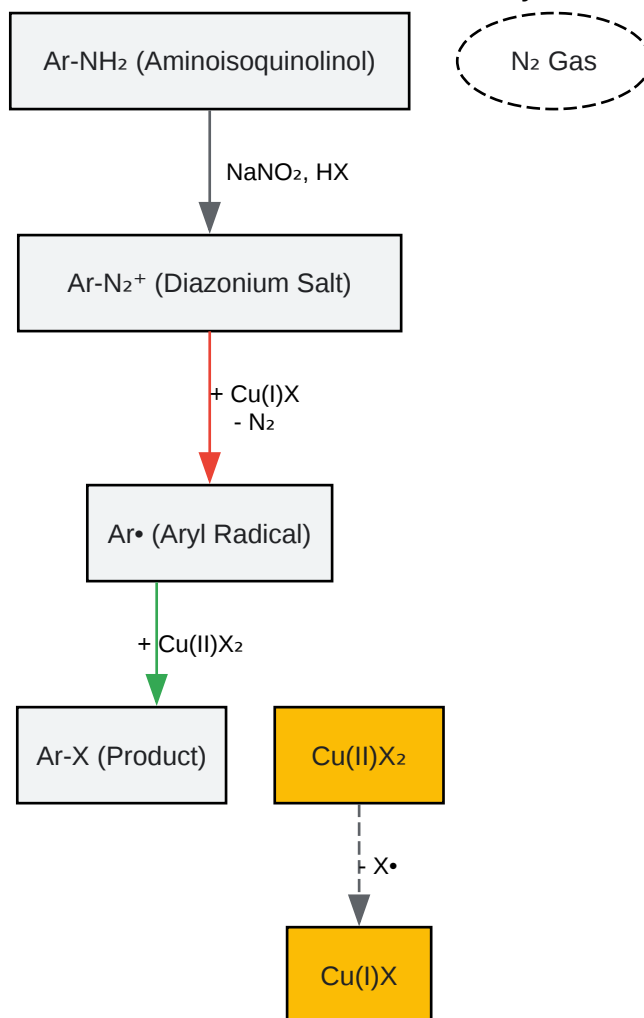 Ar-NH₂ (Aminoisoquinolinol)
N₂ Gas
NaNO₂, HX
Ar-N₂⁺ (Diazonium Salt)
+ Cu(I)X
- N₂
Ar• (Aryl Radical)
+ Cu(II)X₂
Ar-X (Product)
Cu(II)X₂
- X•
Cu(I)X